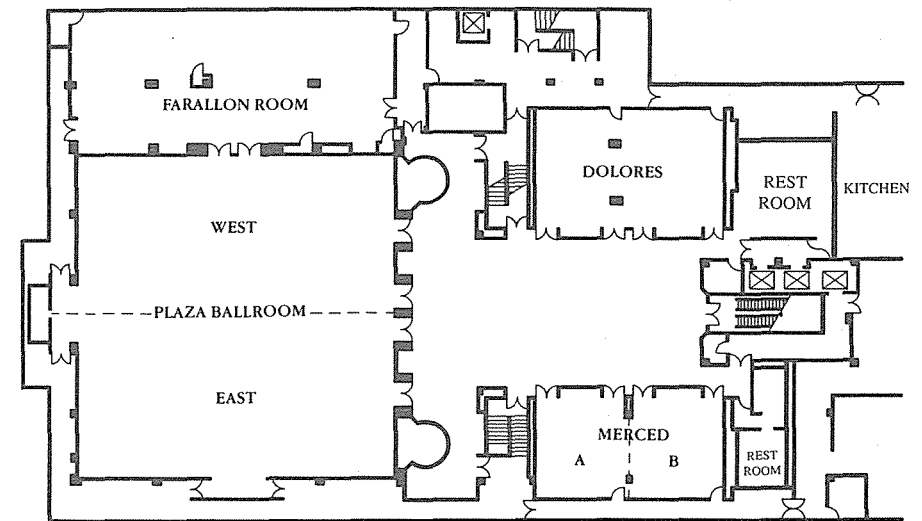 FARALLON ROOM
DOLORES
REST
ROOM
KITCHEN
WEST
PLAZA BALLROOM
EAST
MERCED
A
B
REST
ROOM